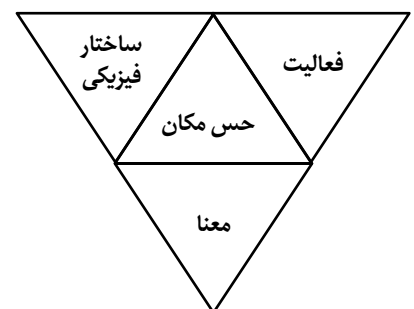 ساختار
فیزیکی
فعالیت
حس مکان
معنا